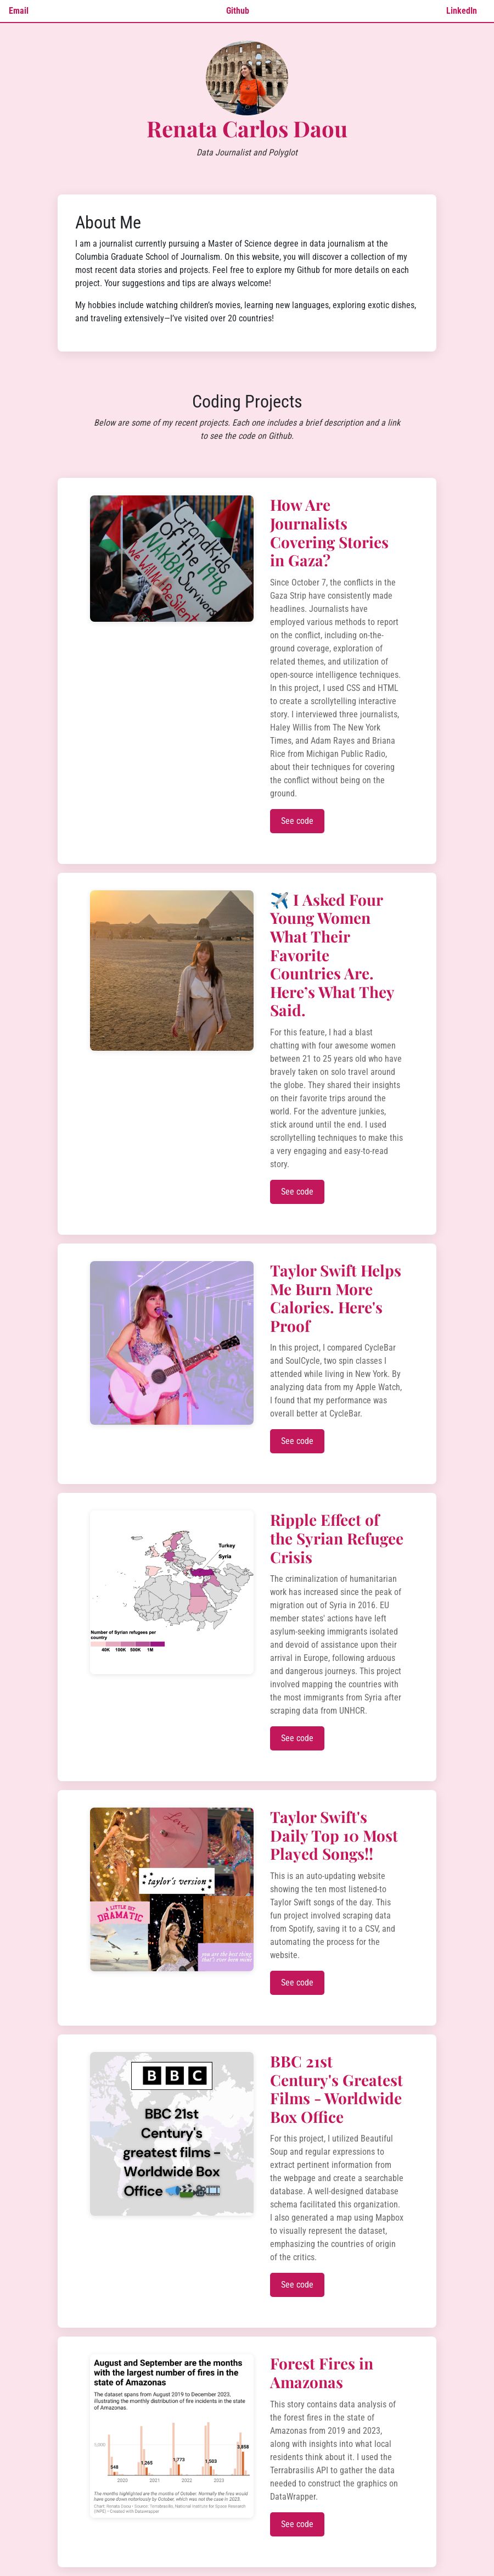 Email Github LinkedIn
Renata Carlos Daou
Data Journalist and Polyglot
About Me
I am a journalist currently pursuing a Master of Science degree in data journalism at the
Columbia Graduate School of Journalism. On this website, you will discover a collection of my
most recent data stories and projects. Feel free to explore my Github for more details on each
project. Your suggestions and tips are always welcome!
My hobbies include watching children's movies, learning new languages, exploring exotic dishes,
and traveling extensively—I've visited over 20 countries!
Coding Projects
Below are some of my recent projects. Each one includes a brief description and a link
to see the code on Github.
GrandKids
of the 1948
NAKBA Survivors
We Will Be Resilient
How Are
Journalists
Covering Stories
in Gaza?
Since October 7, the conflicts in the
Gaza Strip have consistently made
headlines. Journalists have
employed various methods to report
on the conflict, including on-the-
ground coverage, exploration of
related themes, and utilization of
open-source intelligence techniques.
In this project, I used CSS and HTML
to create a scrollytelling interactive
story. I interviewed three journalists,
Haley Willis from The New York
Times, and Adam Rayes and Briana
Rice from Michigan Public Radio,
about their techniques for covering
the conflict without being on the
ground.
See code
✈️ I Asked Four
Young Women
What Their
Favorite
Countries Are.
Here's What They
Said.
For this feature, I had a blast
chatting with four awesome women
between 21 to 25 years old who have
bravely taken on solo travel around
the globe. They shared their insights
on their favorite trips around the
world. For the adventure junkies,
stick around until the end. I used
scrollytelling techniques to make this
a very engaging and easy-to-read
story.
See code
Taylor Swift Helps
Me Burn More
Calories. Here's
Proof
In this project, I compared CycleBar
and SoulCycle, two spin classes I
attended while living in New York. By
analyzing data from my Apple Watch,
I found that my performance was
overall better at CycleBar.
See code
Turkey
Syria
Number of Syrian refugees per
country
40K 100K 500K 1M
Ripple Effect of
the Syrian Refugee
Crisis
The criminalization of humanitarian
work has increased since the peak of
migration out of Syria in 2016. EU
member states' actions have left
asylum-seeking immigrants isolated
and devoid of assistance upon their
arrival in Europe, following arduous
and dangerous journeys. This project
involved mapping the countries with
the most immigrants from Syria after
scraping data from UNHCR.
See code
Lover
taylor's version
A LITTLE BIT
DRAMATIC
you are the best thing
that's ever been mine
Taylor Swift's
Daily Top 10 Most
Played Songs!!
This is an auto-updating website
showing the ten most listened-to
Taylor Swift songs of the day. This
fun project involved scraping data
from Spotify, saving it to a CSV, and
automating the process for the
website.
See code
BBC
BBC 21st
Century's
greatest films -
Worldwide Box
Office
BBC 21st
Century's Greatest
Films - Worldwide
Box Office
For this project, I utilized Beautiful
Soup and regular expressions to
extract pertinent information from
the webpage and create a searchable
database. A well-designed database
schema facilitated this organization.
I also generated a map using Mapbox
to visually represent the dataset,
emphasizing the countries of origin
of the critics.
See code
August and September are the months
with the largest number of fires in the
state of Amazonas
The dataset spans from August 2019 to December 2023,
illustrating the monthly distribution of fire incidents in the state
of Amazonas.
548 1,265 1,773 1,503 3,858
2020 2021 2022 2023
The months highlighted are the months of October. Normally the fires would
have gone down notoriously by October, which was not the case in 2023.
Forest Fires in
Amazonas
This story contains data analysis of
the forest fires in the state of
Amazonas from 2019 and 2023,
along with insights into what local
residents think about it. I used the
Terrabrasilis API to gather the data
needed to construct the graphics on
DataWrapper.
See code